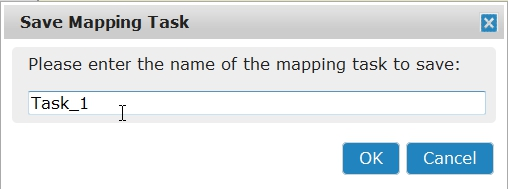 Save Mapping Task
Please enter the name of the mapping task to save:
Task_1
OK Cancel